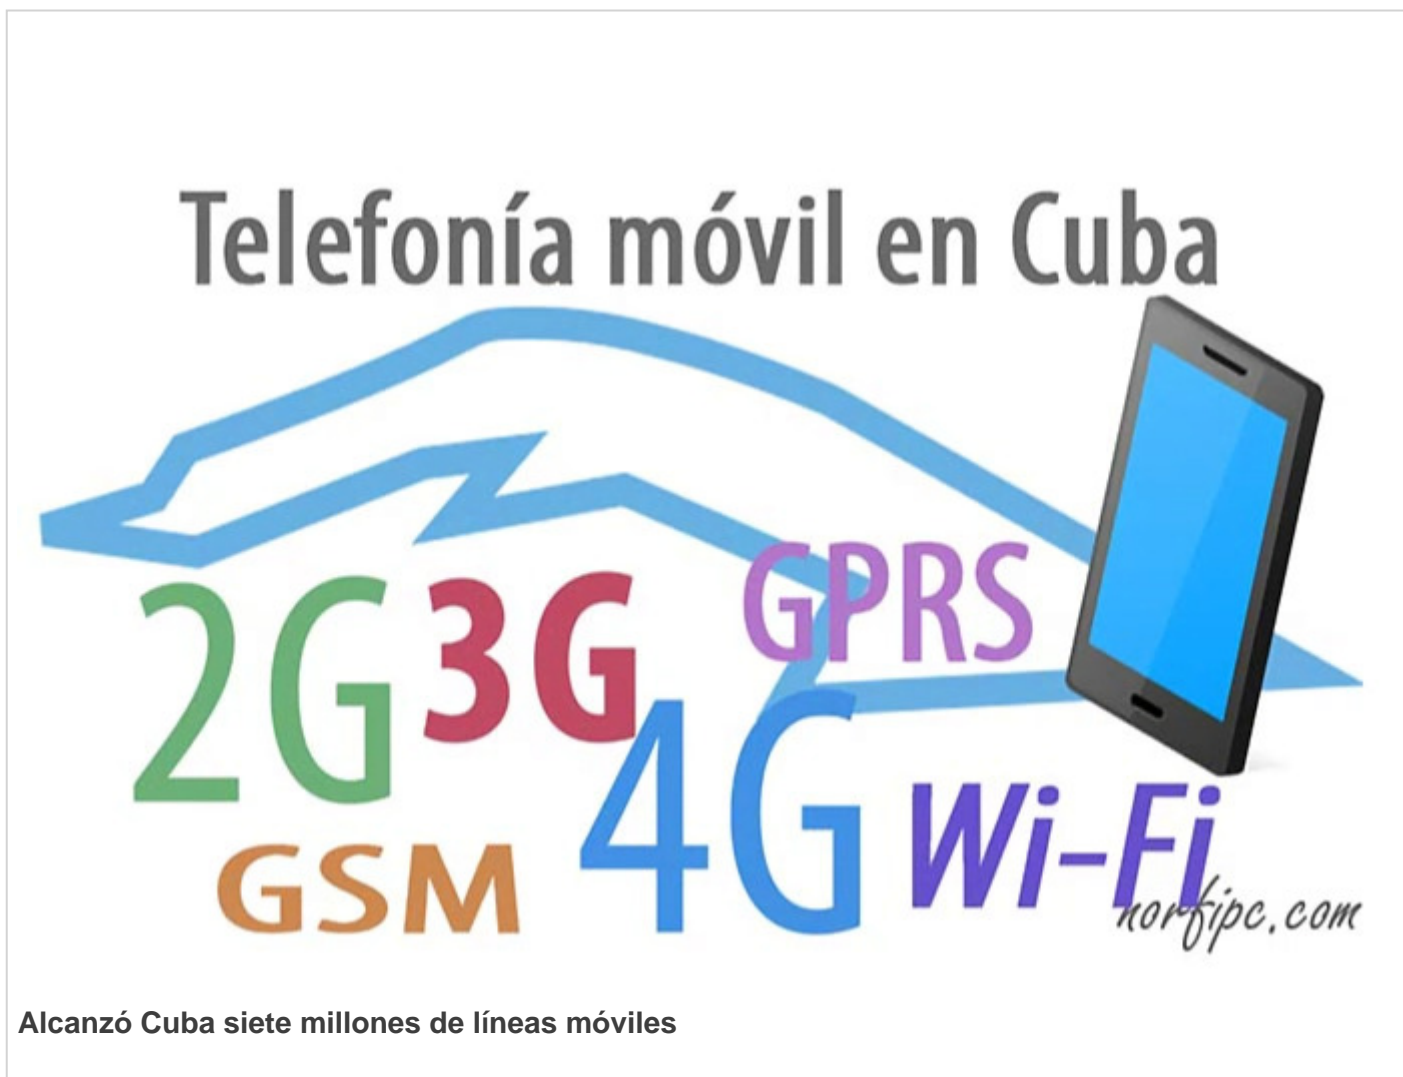 Telefonía móvil en Cuba
2G 3G GPRS
GSM 4G Wi-Fi
norfipc.com
Alcanzó Cuba siete millones de líneas móviles